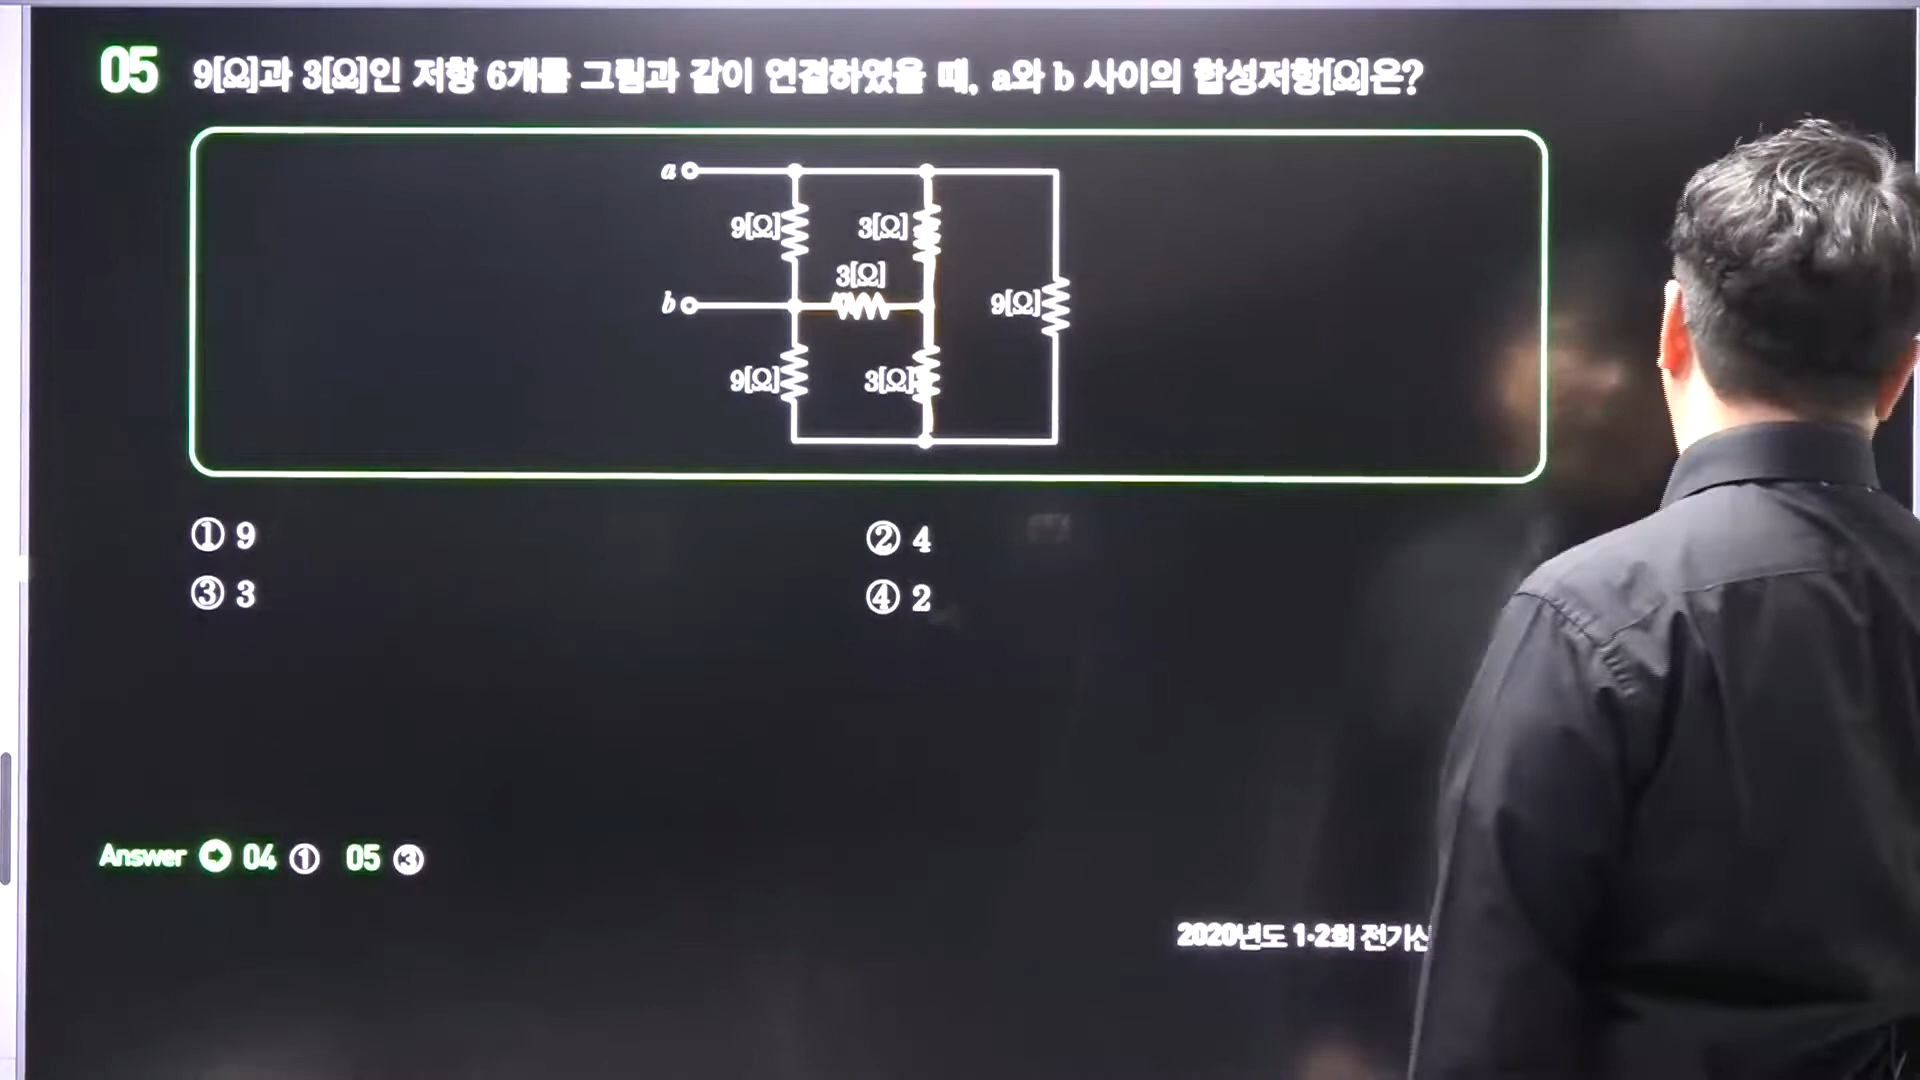 05 9[Ω]과 3[Ω]인 저항 6개를 그림과 같이 연결하였을 때, a와 b 사이의 합성저항[Ω]은?
a
9[Ω] 3[Ω]
3[Ω]
b 9[Ω]
9[Ω] 3[Ω]
① 9 ② 4
③ 3 ④ 2
Answer 04 ① 05 ③
2020년도 1·2회 전기산